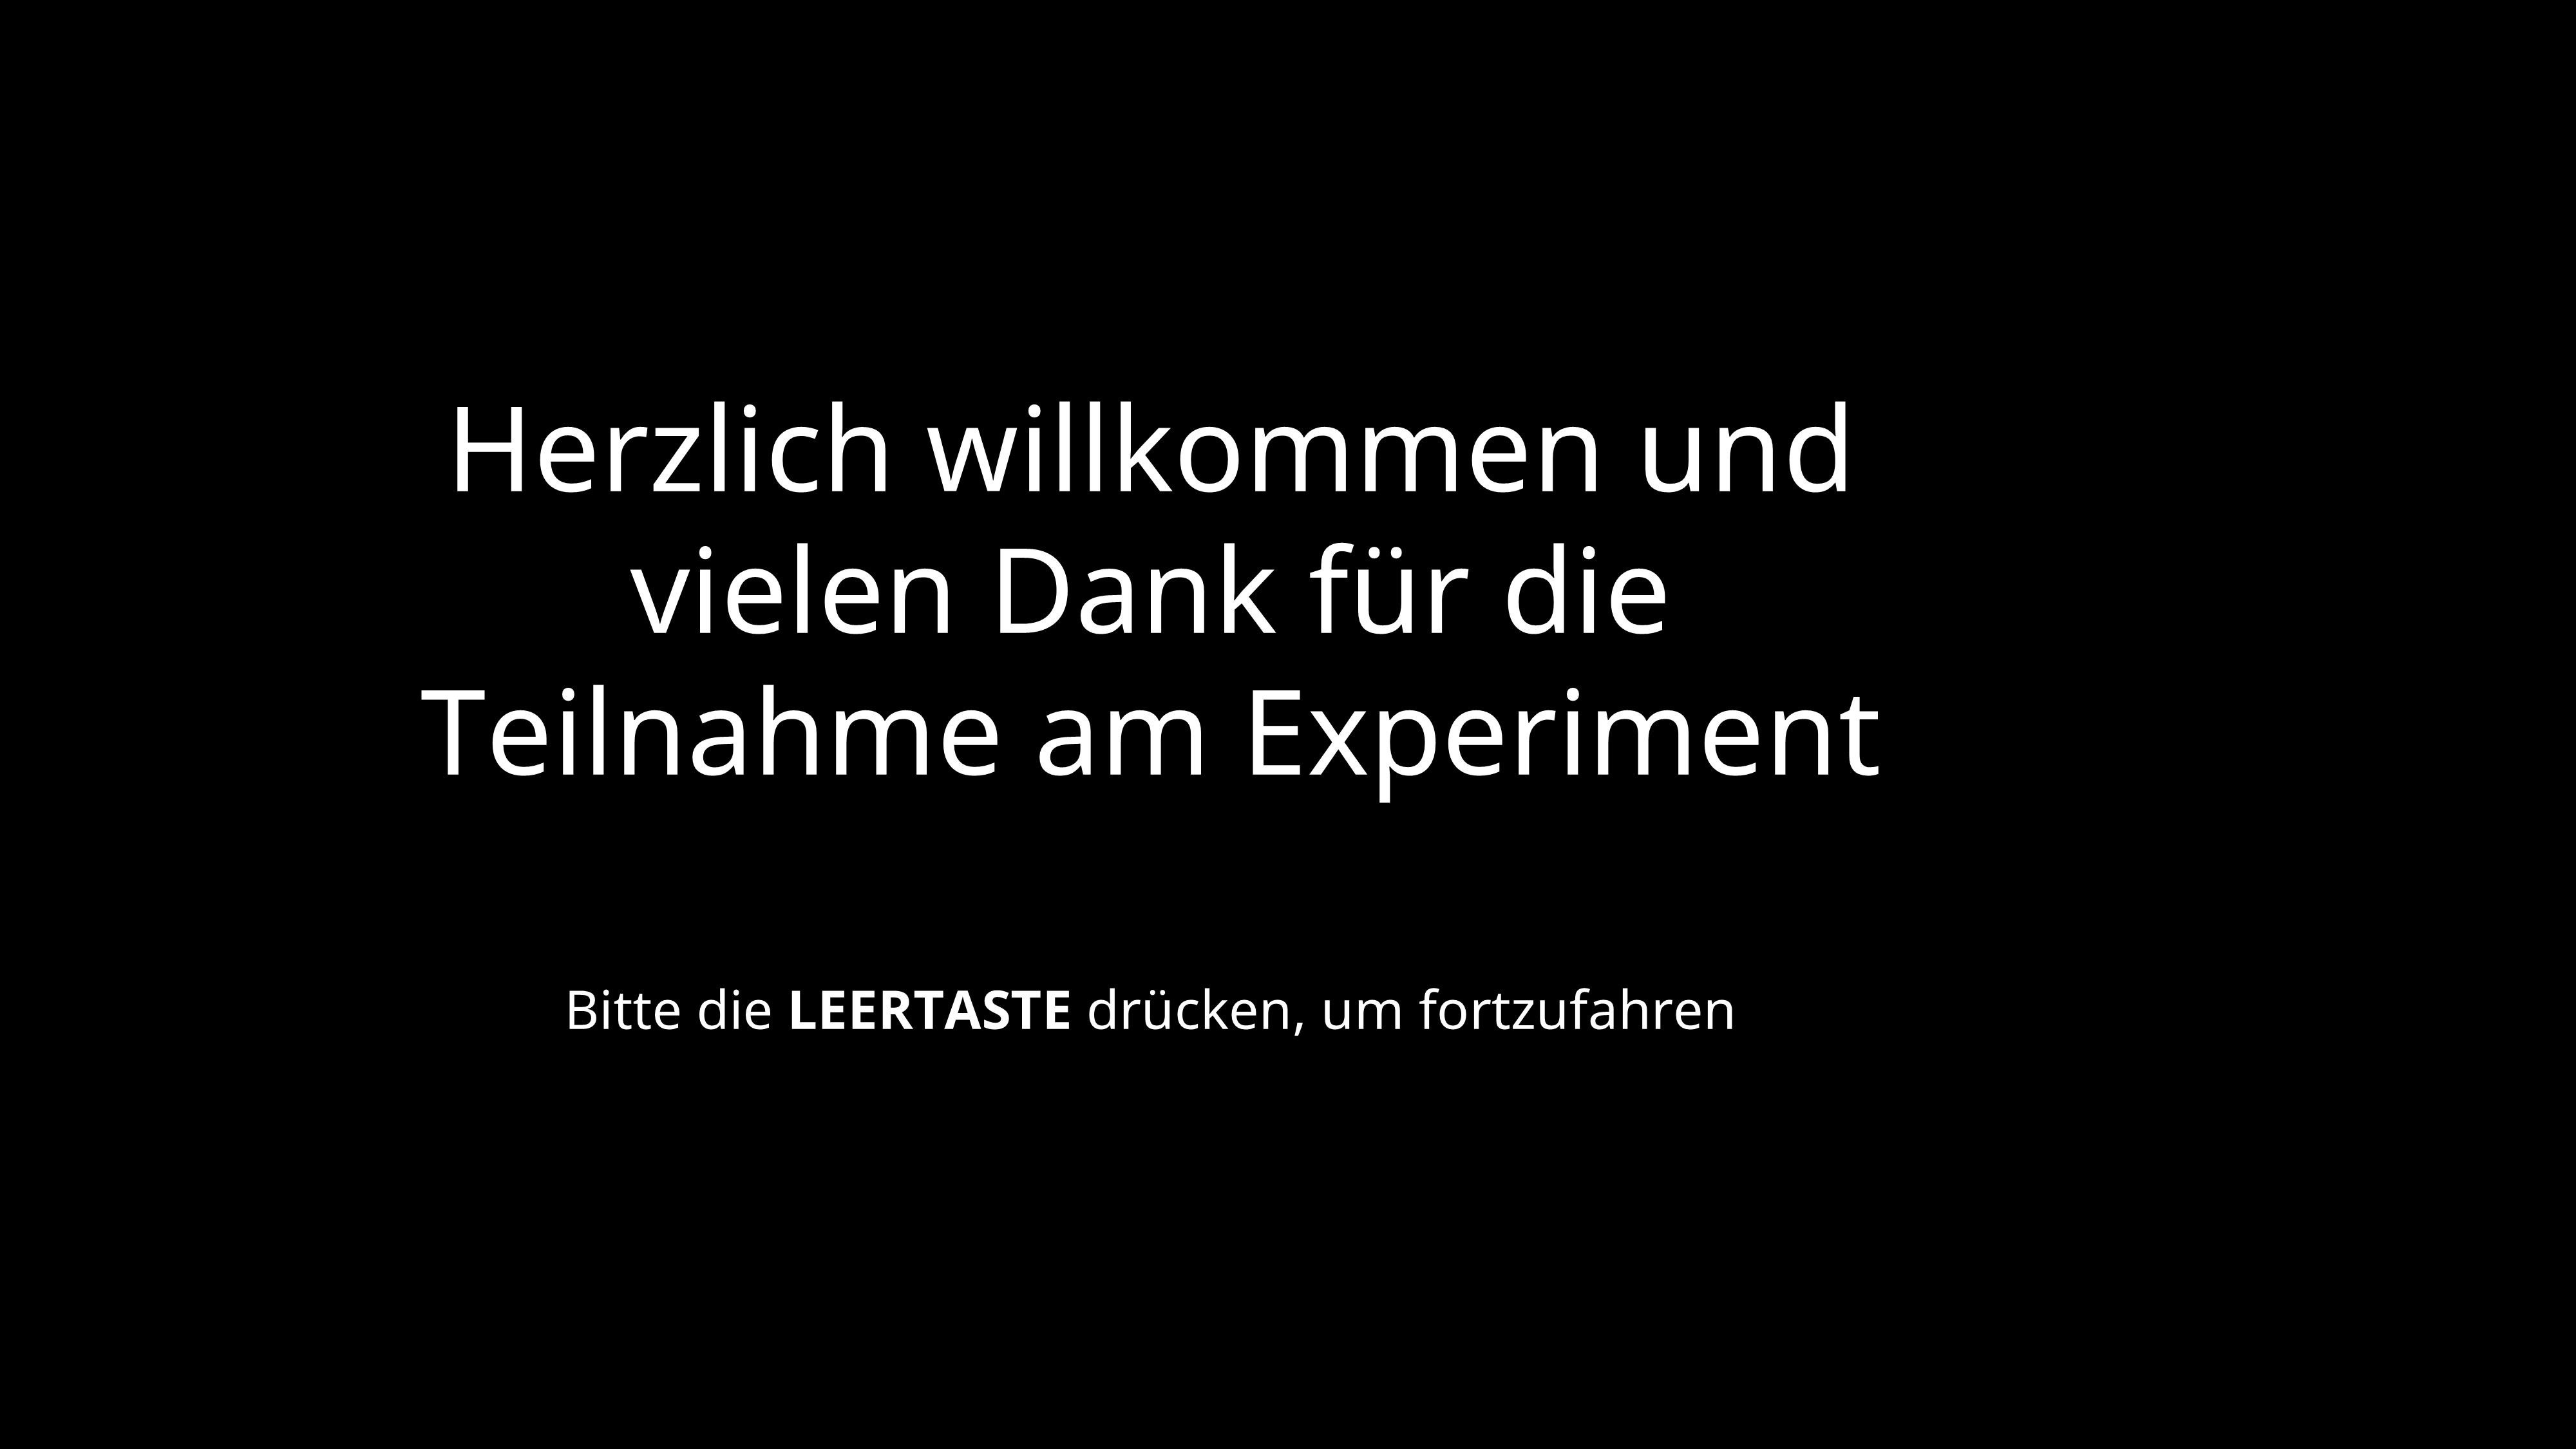 Herzlich willkommen und
vielen Dank für die
Teilnahme am Experiment
Bitte die LEERTASTE drücken, um fortzufahren